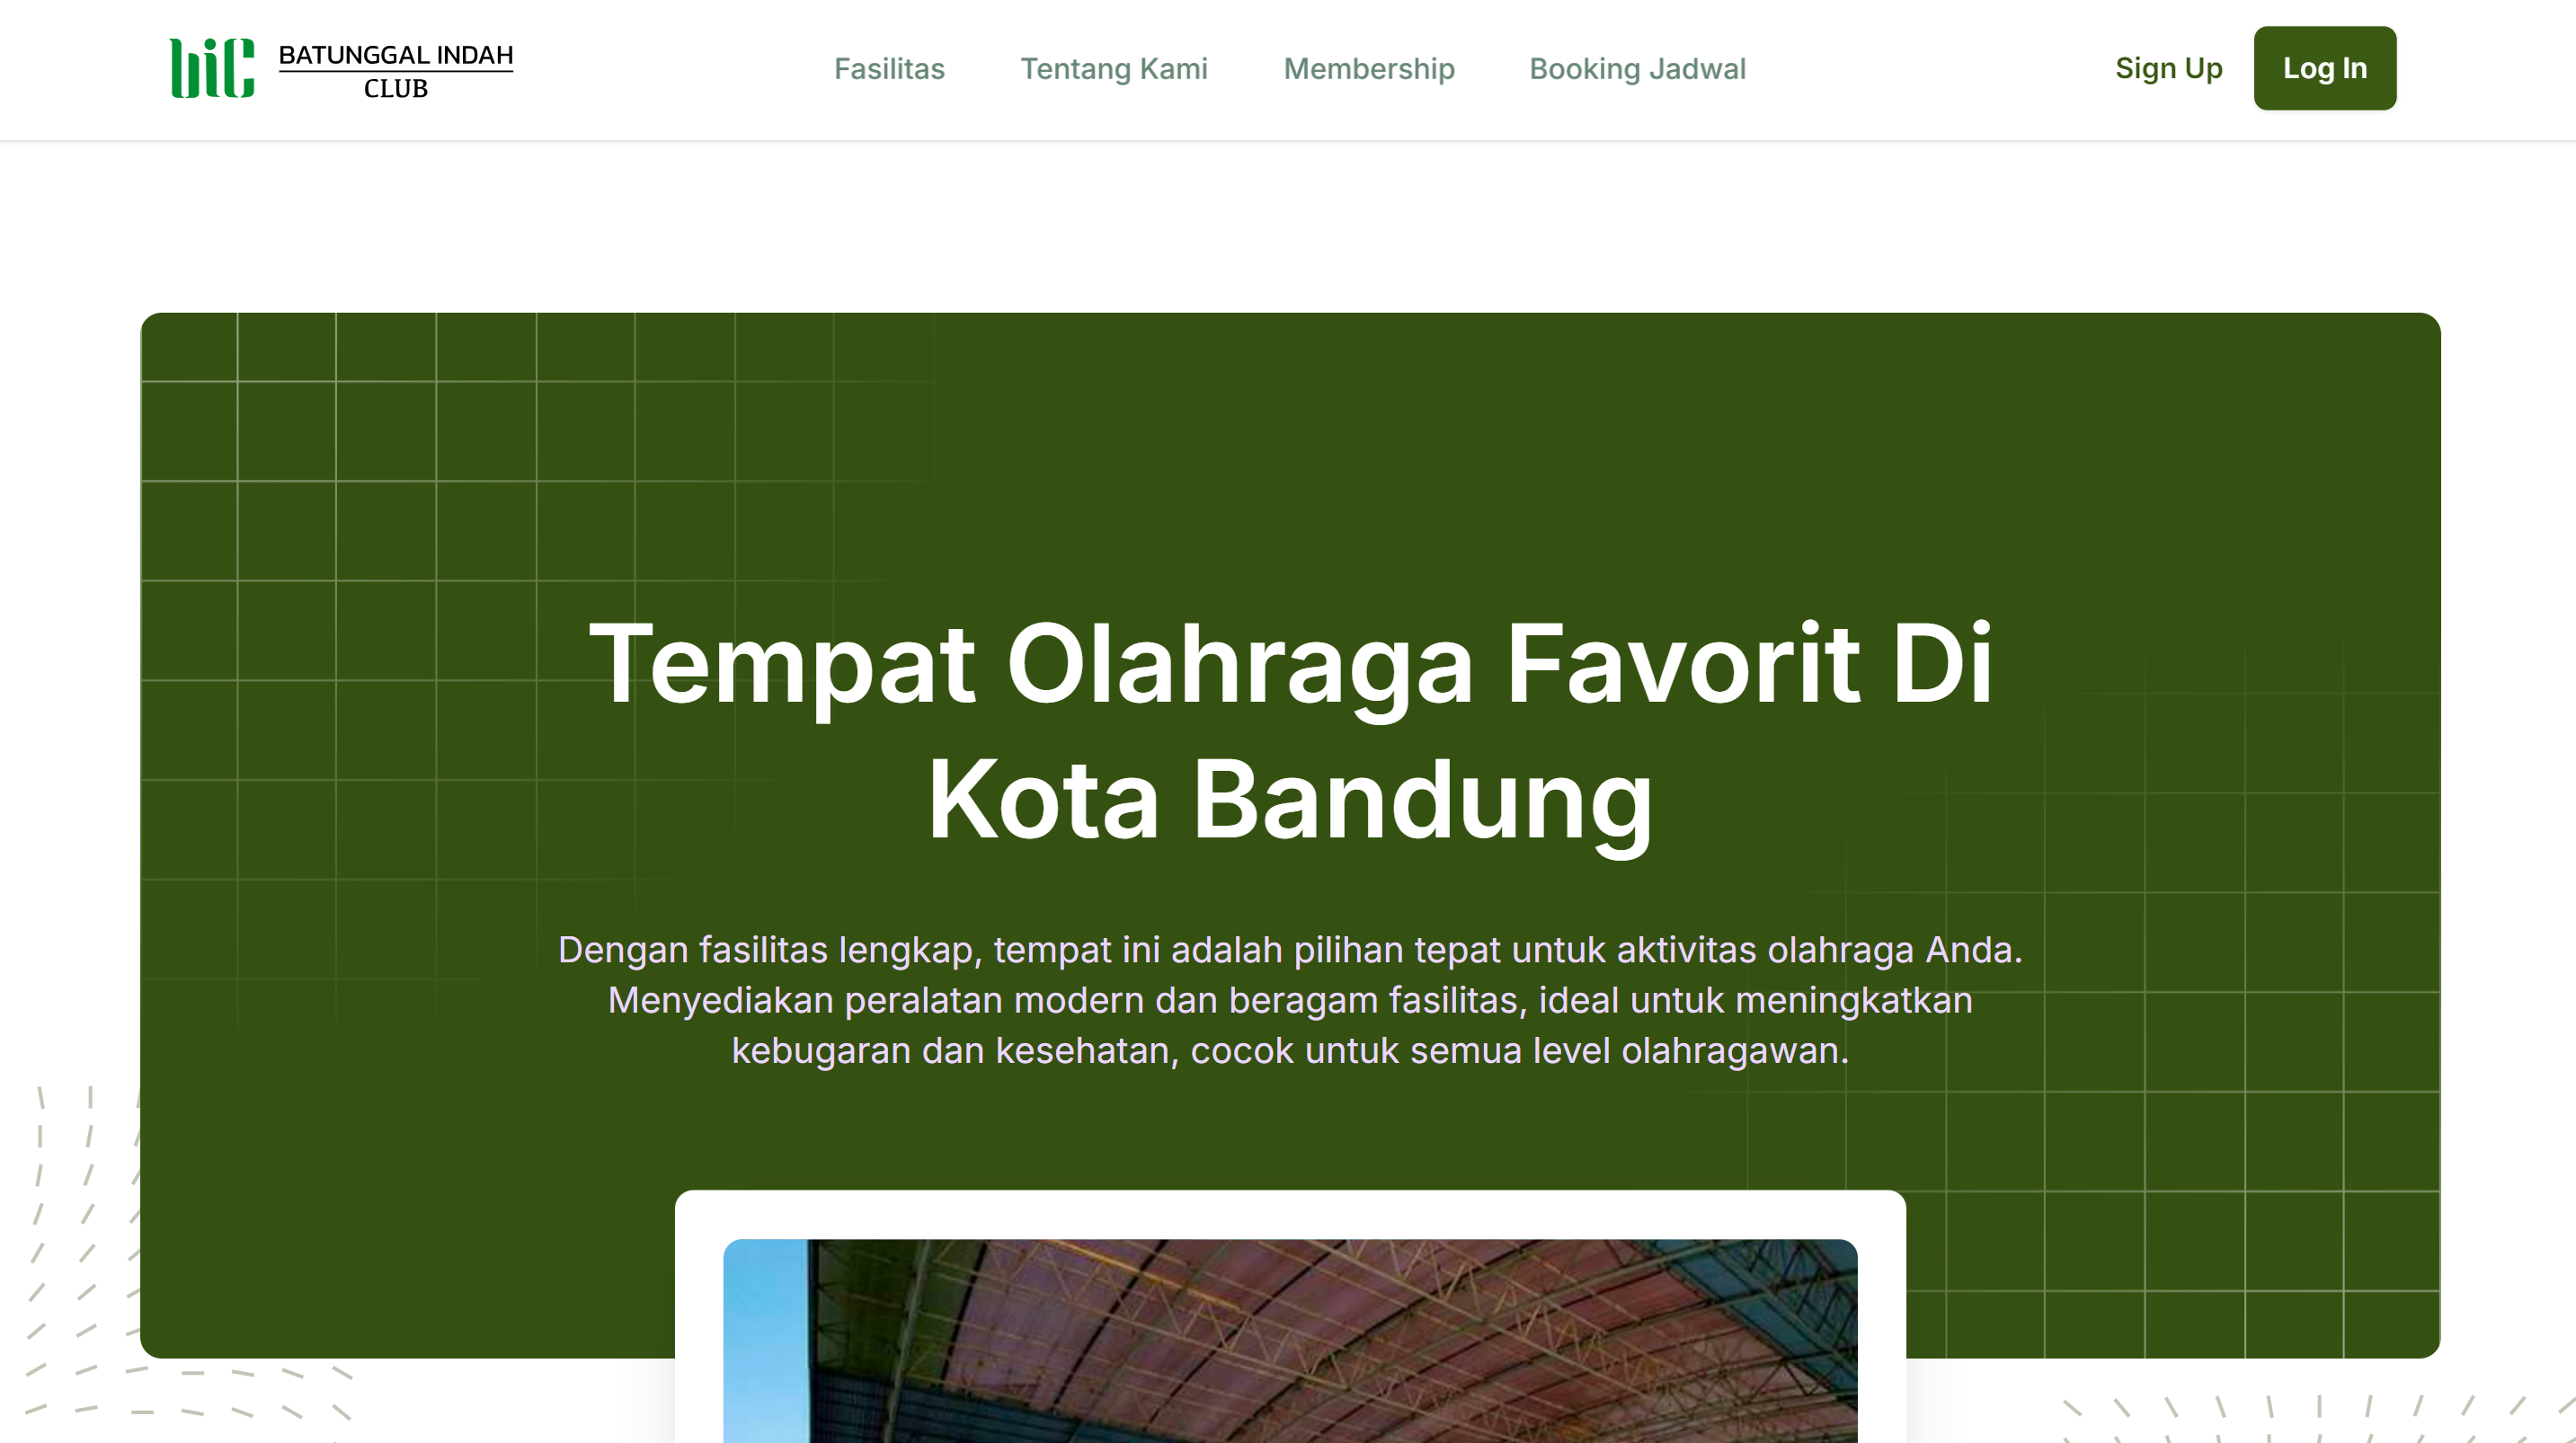 bic
BATUNGGAL INDAH
CLUB
Fasilitas
Tentang Kami
Membership
Booking Jadwal
Sign Up
Log In
Tempat Olahraga Favorit Di
Kota Bandung
Dengan fasilitas lengkap, tempat ini adalah pilihan tepat untuk aktivitas olahraga Anda.
Menyediakan peralatan modern dan beragam fasilitas, ideal untuk meningkatkan
kebugaran dan kesehatan, cocok untuk semua level olahragawan.